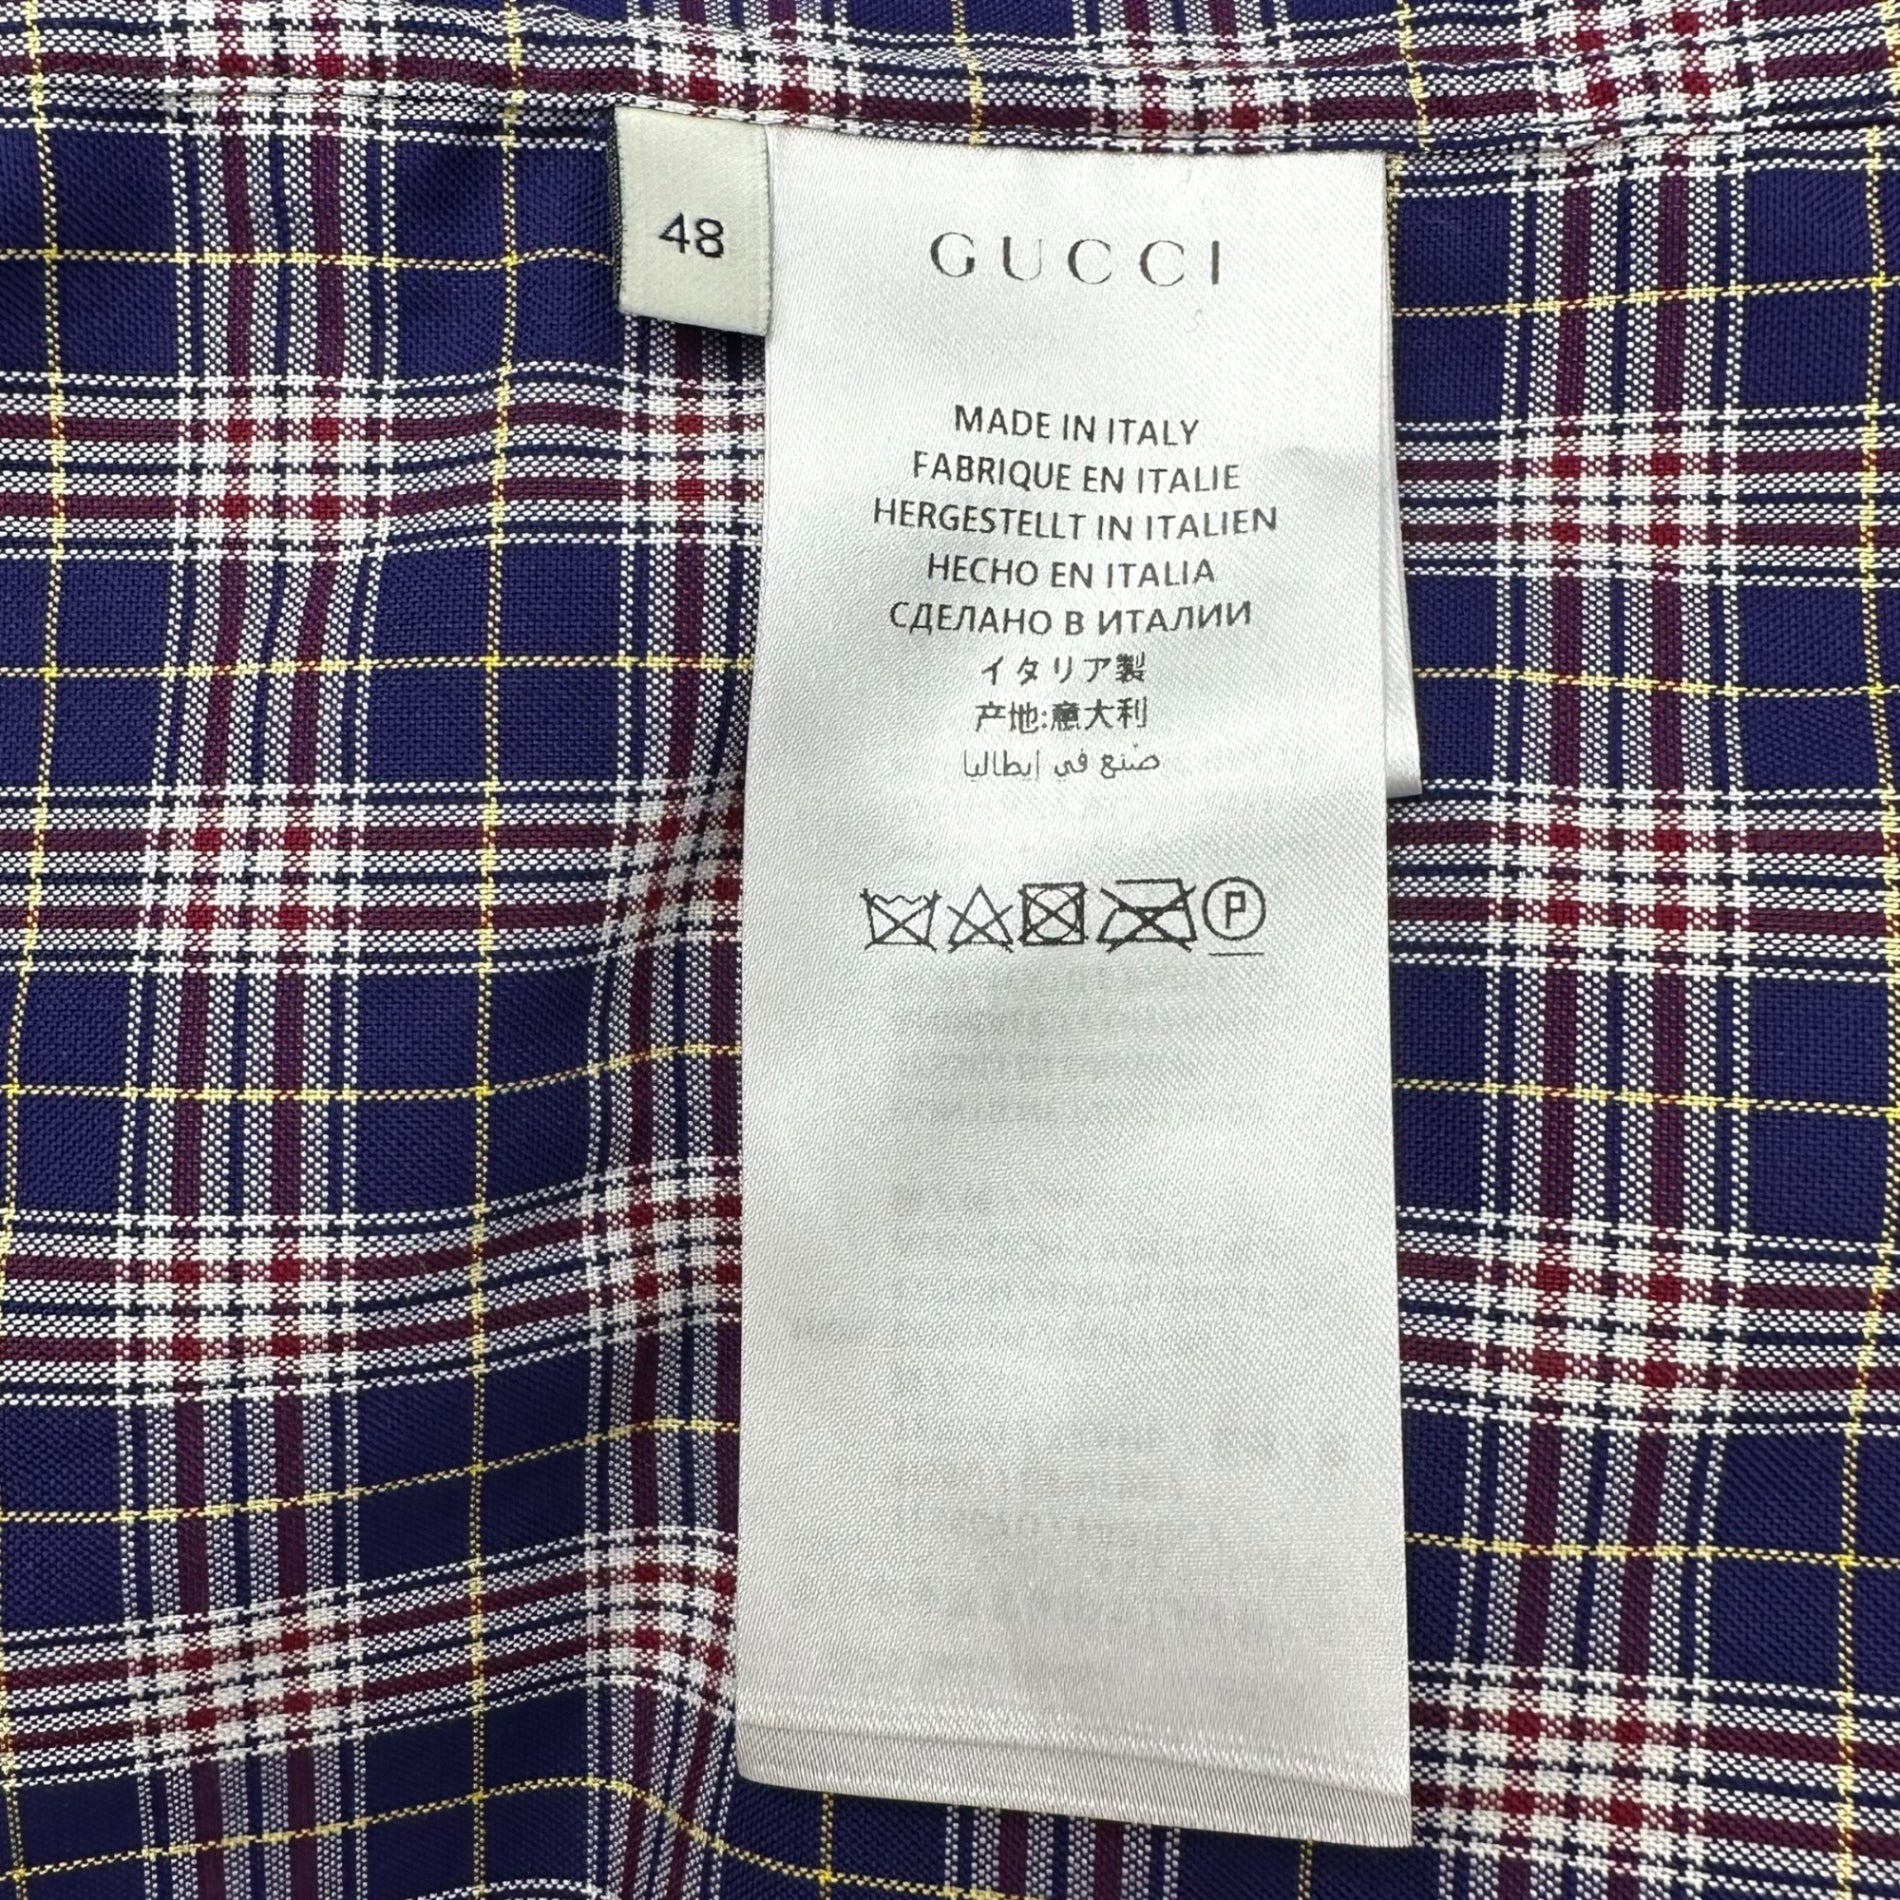 48
GUCCI
MADE IN ITALY
FABRIQUE EN ITALIE
HERGESTELLT IN ITALIEN
HECHO EN ITALIA
СДЕЛАНО В ИТАЛИИ
イタリア製
产地:意大利
صنع في إيطاليا
P